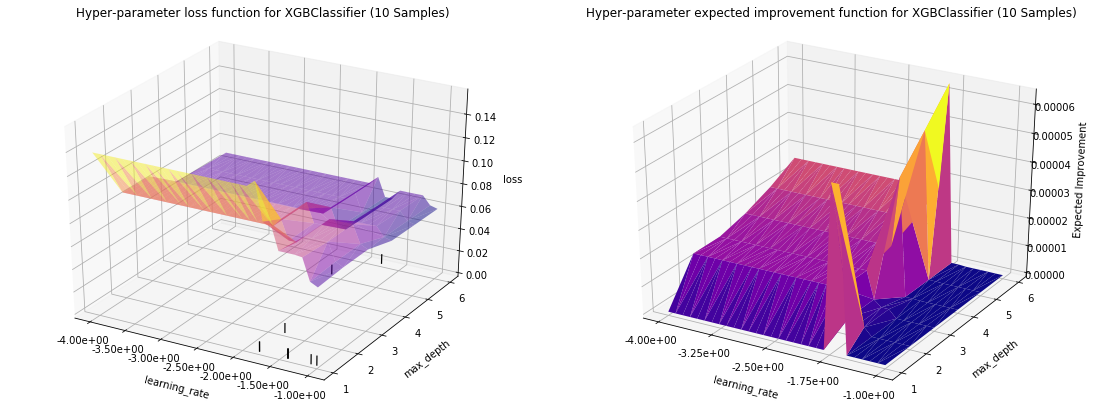 Hyper-parameter loss function for XGBClassifier (10 Samples)
0.14
0.12
0.10
0.08
0.06
0.04
0.02
0.00
loss
-4.00e+00
-3.50e+00
-3.00e+00
-2.50e+00
-2.00e+00
-1.50e+00
-1.00e+00
learning_rate
1
2
3
4
5
6
max_depth
Hyper-parameter expected improvement function for XGBClassifier (10 Samples)
0.00006
0.00005
0.00004
0.00003
0.00002
0.00001
0.00000
Expected Improvement
-4.00e+00
-3.25e+00
-2.50e+00
-1.75e+00
-1.00e+00
learning_rate
1
2
3
4
5
6
max_depth